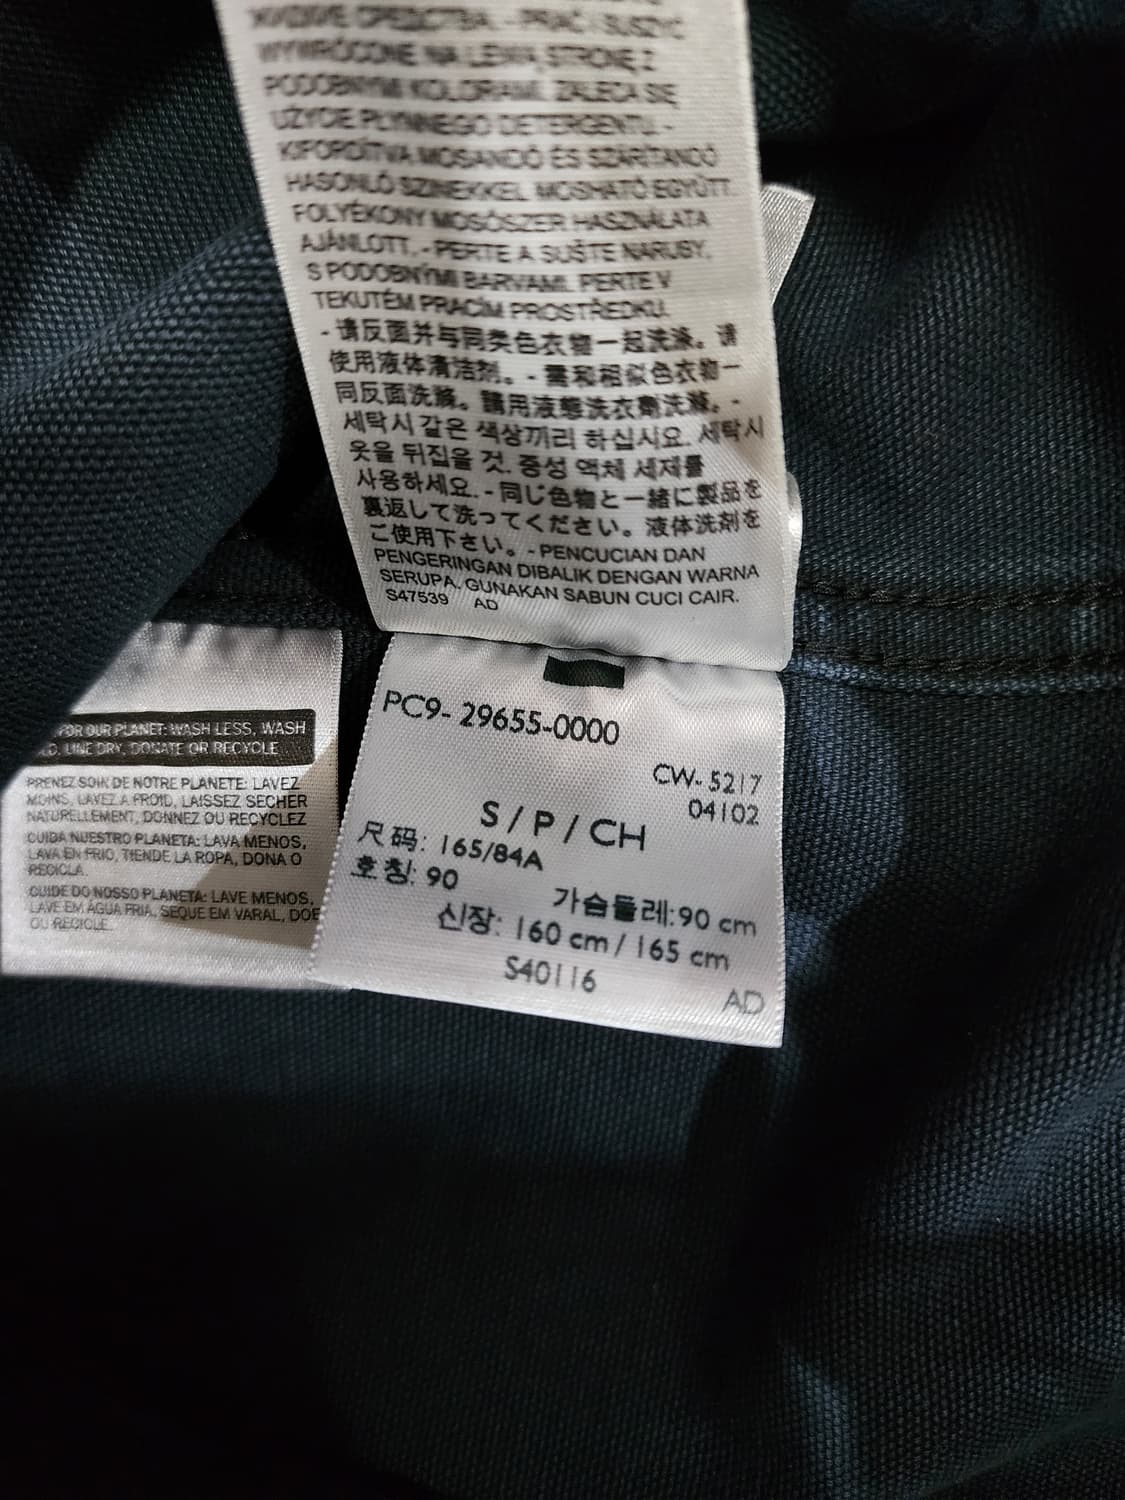 ЖИДКИЕ СРЕДСТВА. - PRAĆ I SUSZYĆ
WYWRÓCONE NA LEWĄ STRONĘ Z
PODOBNYMI KOLORAMI. ZALECA SIĘ
UŻYCIE PŁYNNEGO DETERGENTU. -
KIFORDÍTVA MOSANDÓ ÉS SZÁRÍTANDÓ
HASONLÓ SZINEKKEL MOSHATÓ EGYÜTT.
FOLYÉKONY MOSÓSZER HASZNÁLATA
AJÁNLOTT. - PERTE A SUŠTE NARUBY,
S PODOBNÝMI BARVAMI. PERTE V
TEKUTÉM PRACÍM PROSTŘEDKU.
- 请反面并与同类色衣物一起洗涤。请
使用液体清洁剂。- 需和相似色衣物一
同反面洗滌。請用液態洗衣劑洗滌。-
세탁시 같은 색상끼리 하십시요. 세탁시
옷을 뒤집을 것. 중성 액체 세제를
사용하세요. - 同じ色物と一緒に製品を
裏返して洗ってください。液体洗剤を
ご使用下さい。- PENCUCIAN DAN
PENGERINGAN DIBALIK DENGAN WARNA
SERUPA. GUNAKAN SABUN CUCI CAIR.
S47539 AD
FOR OUR PLANET: WASH LESS, WASH
LINE DRY, DONATE OR RECYCLE
PRENEZ SOIN DE NOTRE PLANETE: LAVEZ
MOINS, LAVEZ A FROID, LAISSEZ SECHER
NATURELLEMENT, DONNEZ OU RECYCLEZ
CUIDA NUESTRO PLANETA: LAVA MENOS,
LAVA EN FRIO, TIENDE LA ROPA, DONA O
RECICLA.
CUIDE DO NOSSO PLANETA: LAVE MENOS,
LAVE EM ÁGUA FRIA, SEQUE EM VARAL, DOE
OU RECICLE.
PC9- 29655-0000
CW- 5217
04102
S / P / CH
尺码: 165/84A
호칭: 90
가슴둘레: 90 cm
신장: 160 cm / 165 cm
S40116
AD